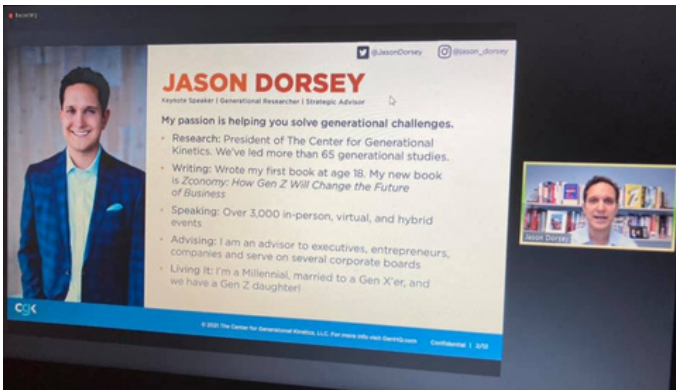 @JasonDorsey @jason_dorsey
JASON DORSEY
Keynote Speaker | Generational Researcher | Strategic Advisor
My passion is helping you solve generational challenges.
• Research: President of The Center for Generational
Kinetics. We've led more than 65 generational studies.
• Writing: Wrote my first book at age 18. My new book
is Zconomy: How Gen Z Will Change the Future
of Business
• Speaking: Over 3,000 in-person, virtual, and hybrid
events
• Advising: I am an advisor to executives, entrepreneurs,
companies and serve on several corporate boards
• Living It: I'm a Millennial, married to a Gen X'er, and
we have a Gen Z daughter!
Jason Dorsey
cgk
© 2021 The Center for Generational Kinetics, LLC. For more info visit GenHQ.com Confidential | 2/12